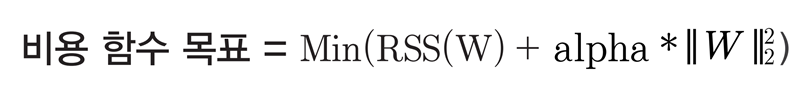 비용 함수 목표 = Min(RSS(W) + alpha * ‖W‖₂²)